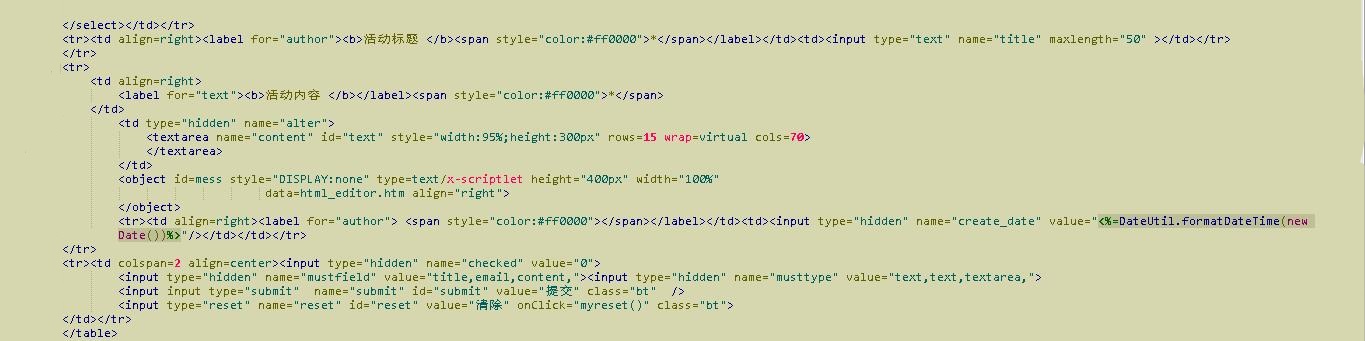 </select></td></tr>
<tr><td align=right><label for="author"><b>活动标题 </b><span style="color:#ff0000">*</span></label></td><td><input type="text" name="title" maxlength="50" ></td></tr>
</tr>
<tr>
<td align=right>
<label for="text"><b>活动内容 </b></label><span style="color:#ff0000">*</span>
</td>
<td type="hidden" name="alter">
<textarea name="content" id="text" style="width:95%;height:300px" rows=15 wrap=virtual cols=70>
</textarea>
</td>
<object id=mess style="DISPLAY:none" type=text/x-scriptlet height="400px" width="100%"
data=html_editor.htm align="right">
</object>
<tr><td align=right><label for="author"> <span style="color:#ff0000"></span></label></td><td><input type="hidden" name="create_date" value="<%=DateUtil.formatDateTime(new
Date())%>"/></td></td></tr>
</tr>
<tr><td colspan=2 align=center><input type="hidden" name="checked" value="0">
<input type="hidden" name="mustfield" value="title,email,content,"><input type="hidden" name="musttype" value="text,text,textarea,">
<input input type="submit"  name="submit" id="submit" value="提交" class="bt"  />
<input type="reset" name="reset" id="reset" value="清除" onClick="myreset()" class="bt">
</td></tr>
</table>